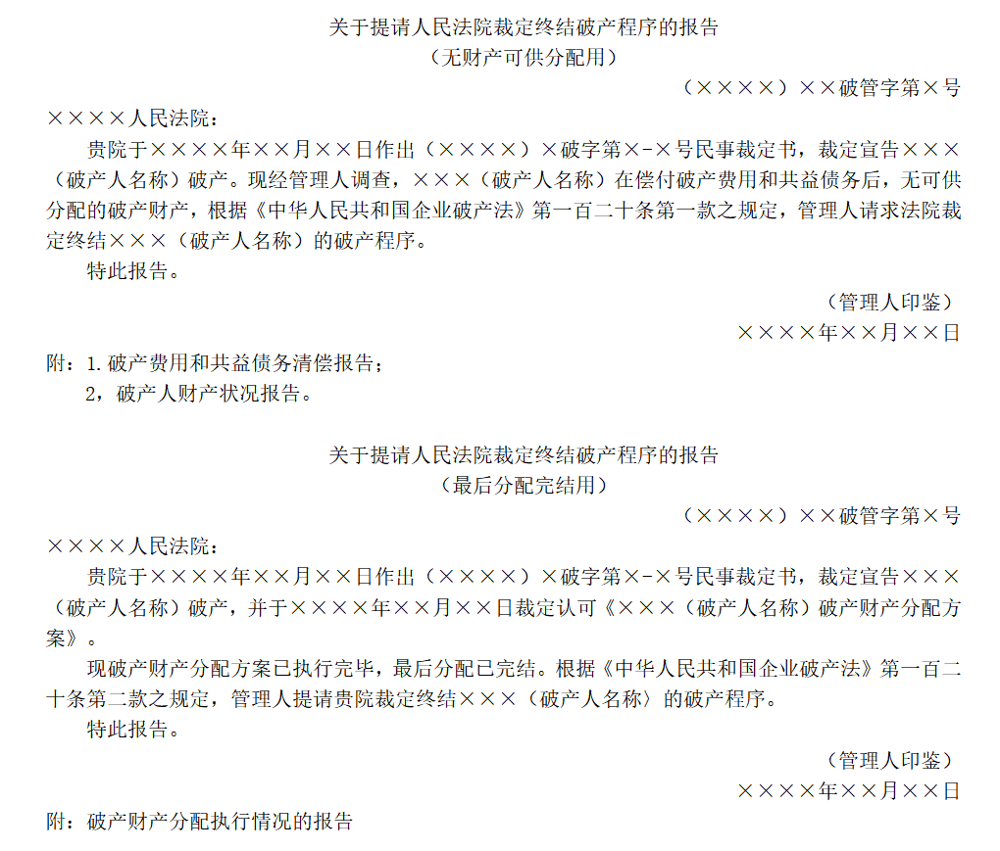 关于提请人民法院裁定终结破产程序的报告
（无财产可供分配用）
（××××）××破管字第×号
××××人民法院：
贵院于××××年××月××日作出（××××）×破字第×-×号民事裁定书，裁定宣告×××
（破产人名称）破产。现经管理人调查，×××（破产人名称）在偿付破产费用和共益债务后，无可供
分配的破产财产，根据《中华人民共和国企业破产法》第一百二十条第一款之规定，管理人请求法院裁
定终结×××（破产人名称）的破产程序。
特此报告。
（管理人印鉴）
××××年××月××日
附：1.破产费用和共益债务清偿报告；
2，破产人财产状况报告。
关于提请人民法院裁定终结破产程序的报告
（最后分配完结用）
（××××）××破管字第×号
××××人民法院：
贵院于××××年××月××日作出（××××）×破字第×-×号民事裁定书，裁定宣告×××
（破产人名称）破产，并于××××年××月××日裁定认可《×××（破产人名称）破产财产分配方
案》。
现破产财产分配方案已执行完毕，最后分配已完结。根据《中华人民共和国企业破产法》第一百二
十条第二款之规定，管理人提请贵院裁定终结×××（破产人名称〉的破产程序。
特此报告。
（管理人印鉴）
××××年××月××日
附：破产财产分配执行情况的报告